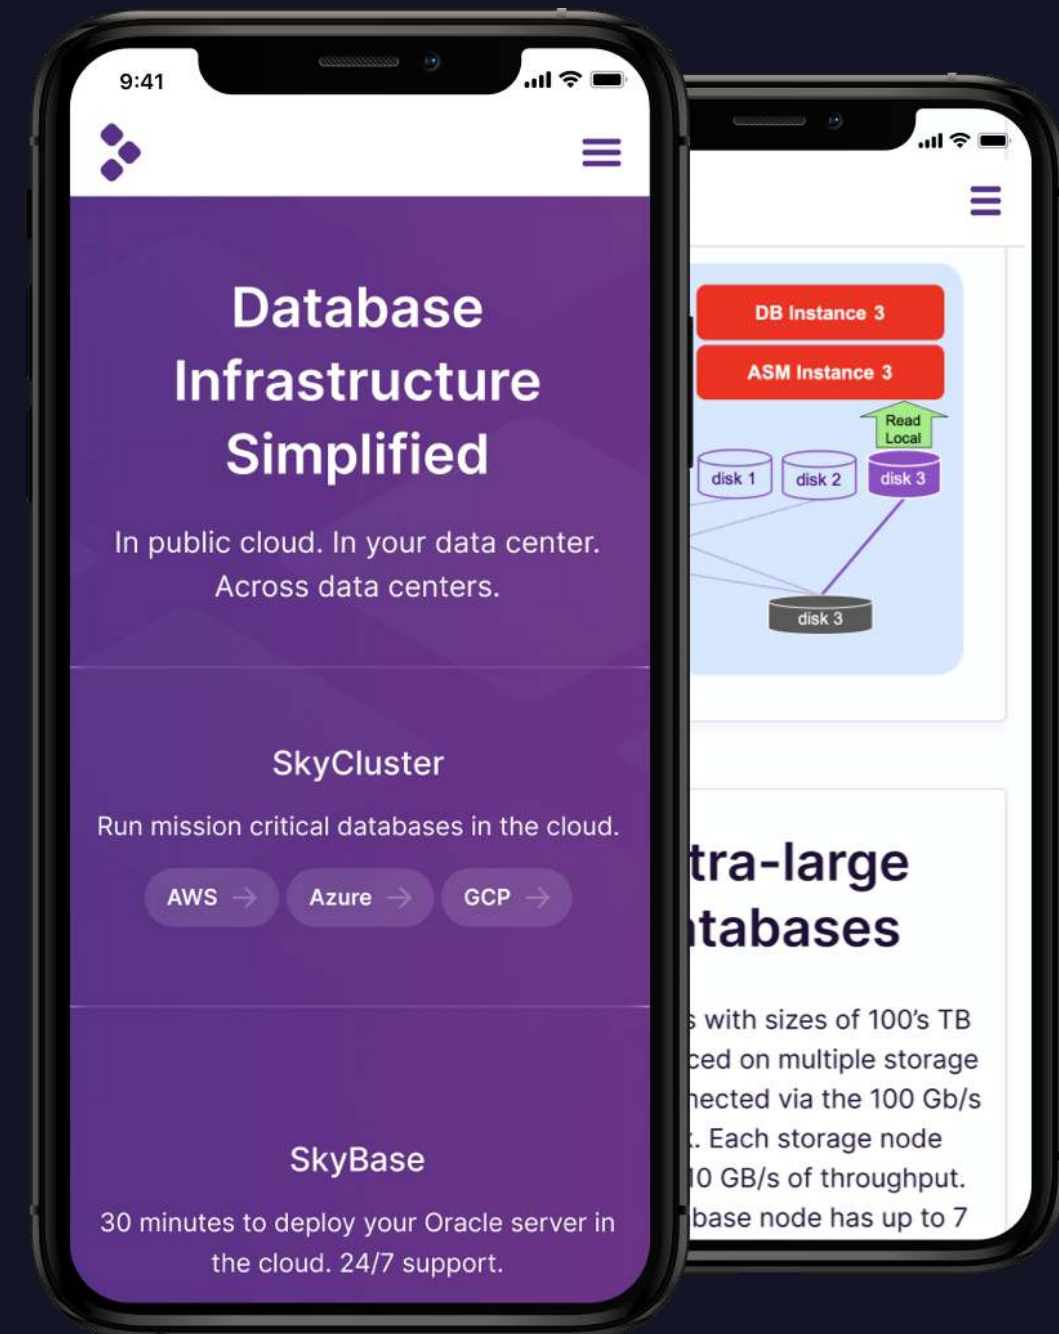 9:41
Database
Infrastructure
Simplified
In public cloud. In your data center.
Across data centers.
SkyCluster
Run mission critical databases in the cloud.
AWS
Azure
GCP
SkyBase
30 minutes to deploy your Oracle server in
the cloud. 24/7 support.
DB Instance 3
ASM Instance 3
Read
Local
disk 1
disk 2
disk 3
disk 3
tra-large
tabases
with sizes of 100's TB
ced on multiple storage
nected via the 100 Gb/s
. Each storage node
10 GB/s of throughput.
base node has up to 7